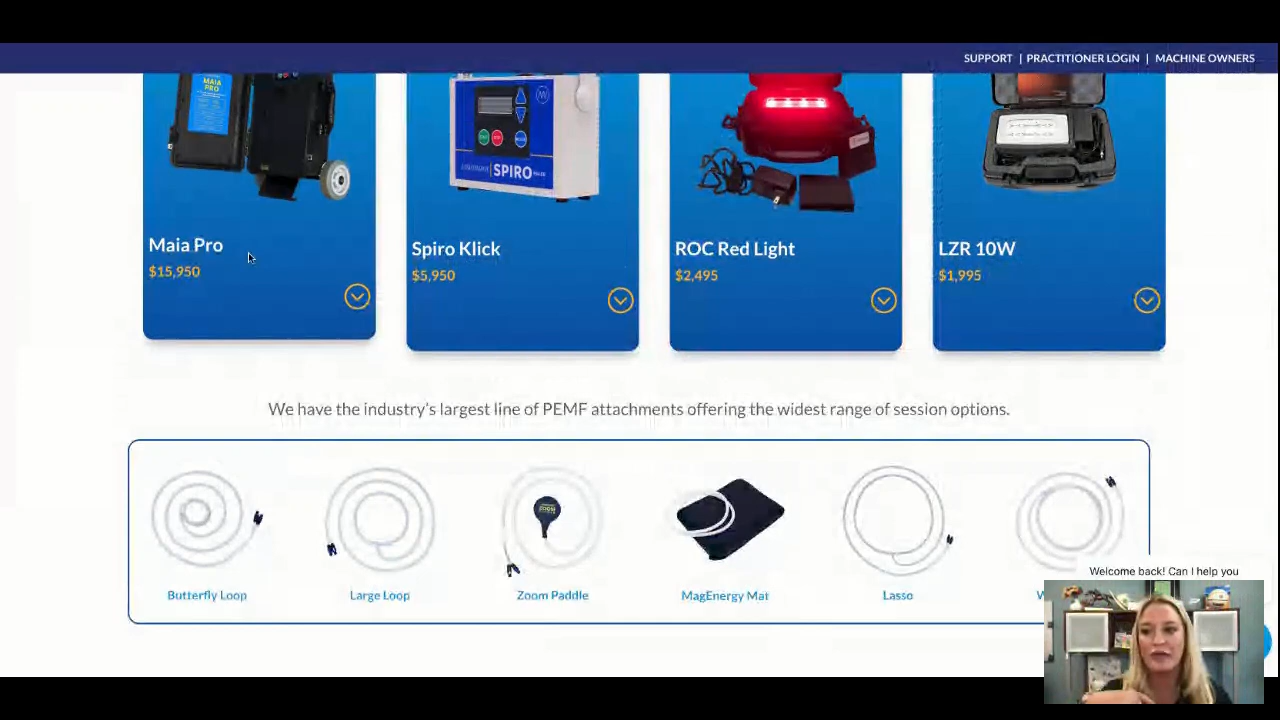 SUPPORT | PRACTITIONER LOGIN | MACHINE OWNERS
MAIA
PRO
SPIRO
Maia Pro
$15,950
Spiro Klick
$5,950
ROC Red Light
$2,495
LZR 10W
$1,995
We have the industry's largest line of PEMF attachments offering the widest range of session options.
Butterfly Loop
Large Loop
Zoom Paddle
MagEnergy Mat
Lasso
Welcome back! Can I help you